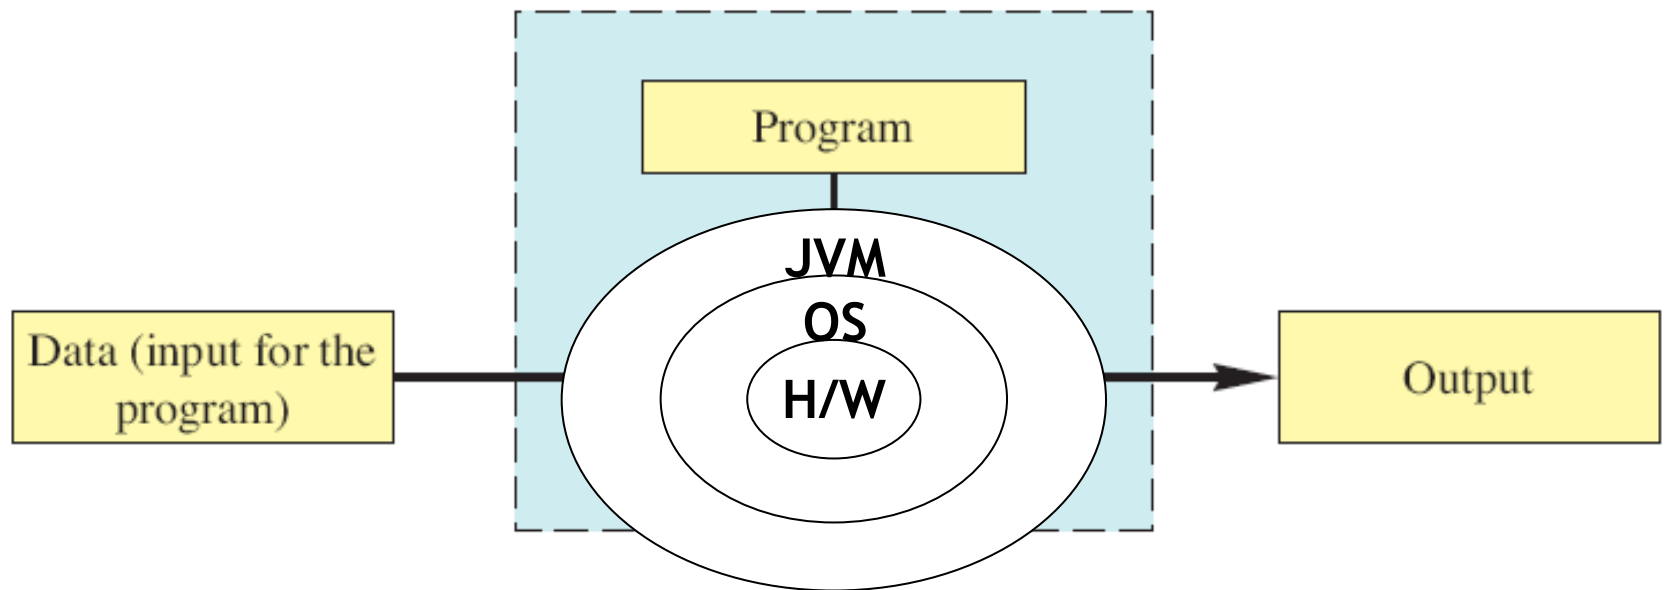 Program
JVM
OS
Data (input for the
program)
H/W
Output